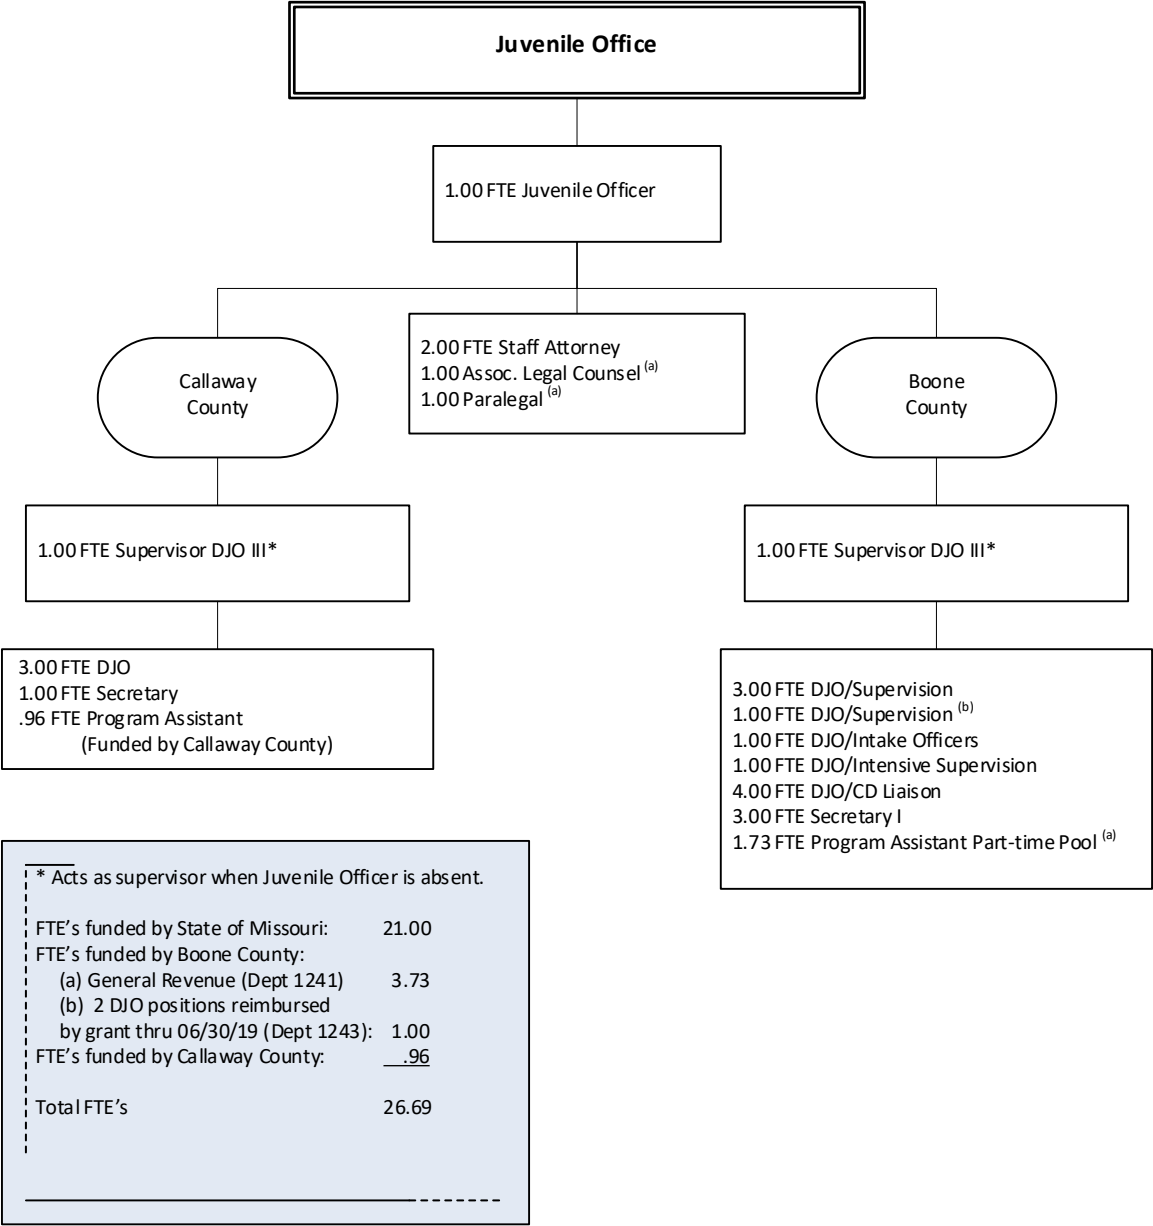 Juvenile Office
1.00 FTE Juvenile Officer
Callaway
County
2.00 FTE Staff Attorney
1.00 Assoc. Legal Counsel (a)
1.00 Paralegal (a)
Boone
County
1.00 FTE Supervisor DJO III*
1.00 FTE Supervisor DJO III*
3.00 FTE DJO
1.00 FTE Secretary
.96 FTE Program Assistant
(Funded by Callaway County)
3.00 FTE DJO/Supervision
1.00 FTE DJO/Supervision (b)
1.00 FTE DJO/Intake Officers
1.00 FTE DJO/Intensive Supervision
4.00 FTE DJO/CD Liaison
3.00 FTE Secretary I
1.73 FTE Program Assistant Part-time Pool (a)
* Acts as supervisor when Juvenile Officer is absent.
FTE's funded by State of Missouri: 21.00
FTE's funded by Boone County:
(a) General Revenue (Dept 1241) 3.73
(b) 2 DJO positions reimbursed
by grant thru 06/30/19 (Dept 1243): 1.00
FTE's funded by Callaway County: .96
Total FTE's 26.69